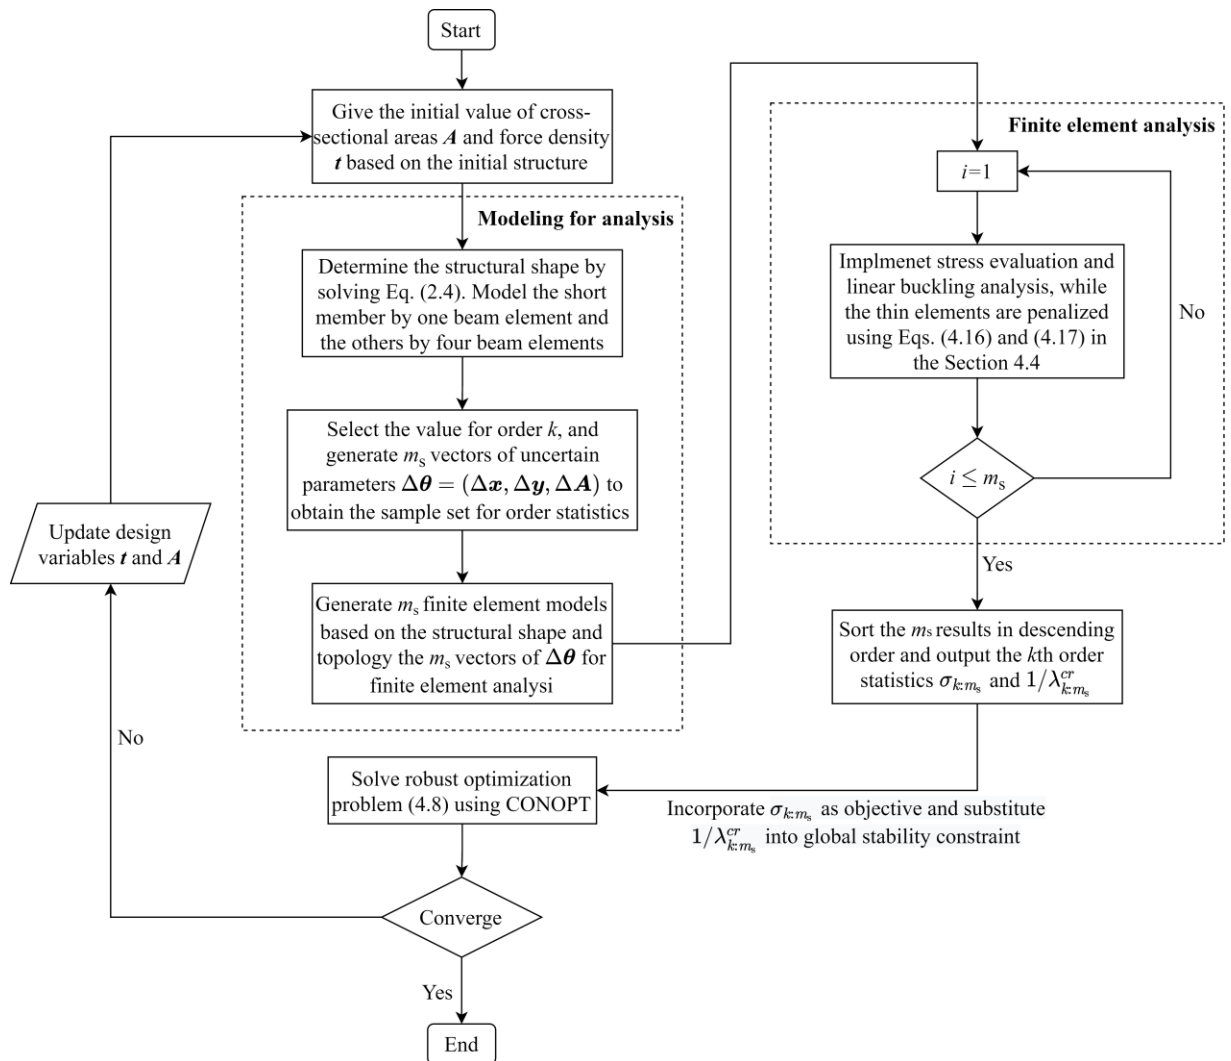 Start
Give the initial value of cross-
sectional areas A and force density
t based on the initial structure
Modeling for analysis
Determine the structural shape by
solving Eq. (2.4). Model the short
member by one beam element and
the others by four beam elements
Select the value for order k, and
generate mₛ vectors of uncertain
parameters Δθ = (Δx, Δy, ΔA) to
obtain the sample set for order statistics
Generate mₛ finite element models
based on the structural shape and
topology the mₛ vectors of Δθ for
finite element analysi
Finite element analysis
i=1
Implmenet stress evaluation and
linear buckling analysis, while
the thin elements are penalized
using Eqs. (4.16) and (4.17) in
the Section 4.4
No
i ≤ mₛ
Yes
Sort the mₛ results in descending
order and output the kth order
statistics σ_{k:mₛ} and 1/λ^{cr}_{k:mₛ}
Incorporate σ_{k:mₛ} as objective and substitute
1/λ^{cr}_{k:mₛ} into global stability constraint
Solve robust optimization
problem (4.8) using CONOPT
Converge
No
Update design
variables t and A
Yes
End